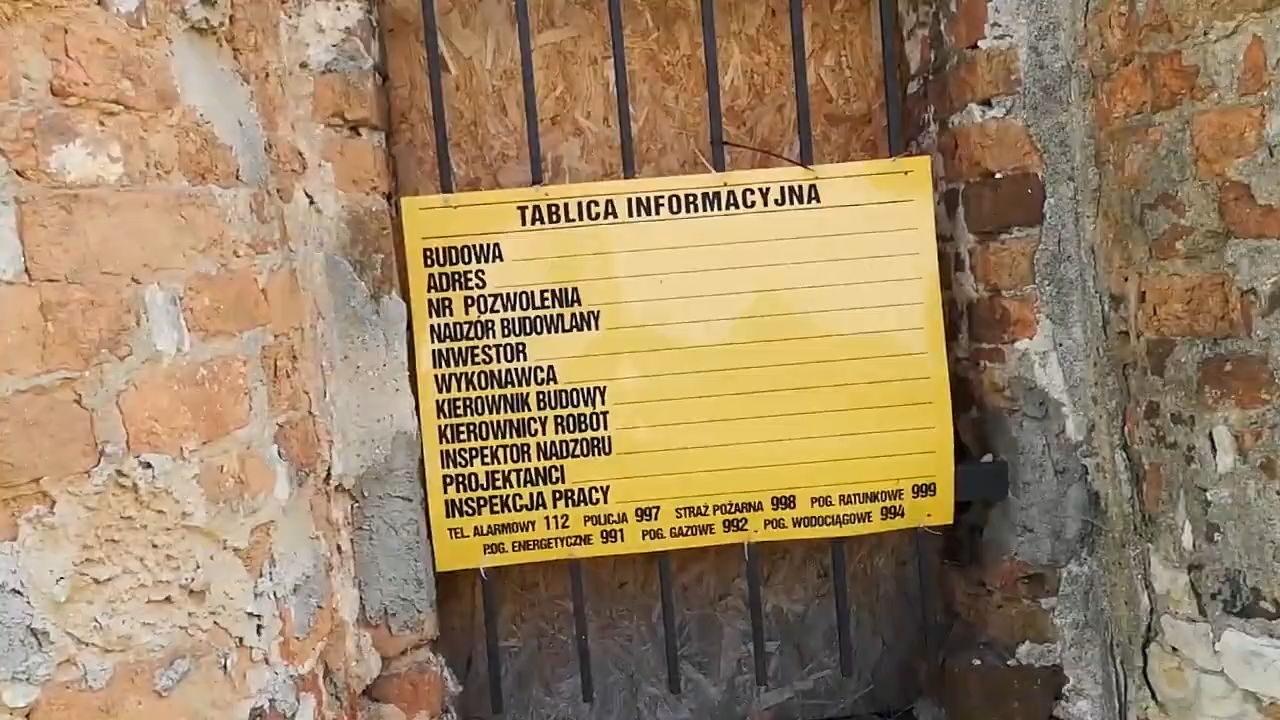 TABLICA INFORMACYJNA
BUDOWA
ADRES
NR POZWOLENIA
NADZÓR BUDOWLANY
INWESTOR
WYKONAWCA
KIEROWNIK BUDOWY
KIEROWNICY ROBÓT
INSPEKTOR NADZORU
PROJEKTANCI
INSPEKCJA PRACY
TEL. ALARMOWY 112 POLICJA 997 STRAŻ POŻARNA 998 POG. RATUNKOWE 999
POG. ENERGETYCZNE 991 POG. GAZOWE 992 POG. WODOCIĄGOWE 994